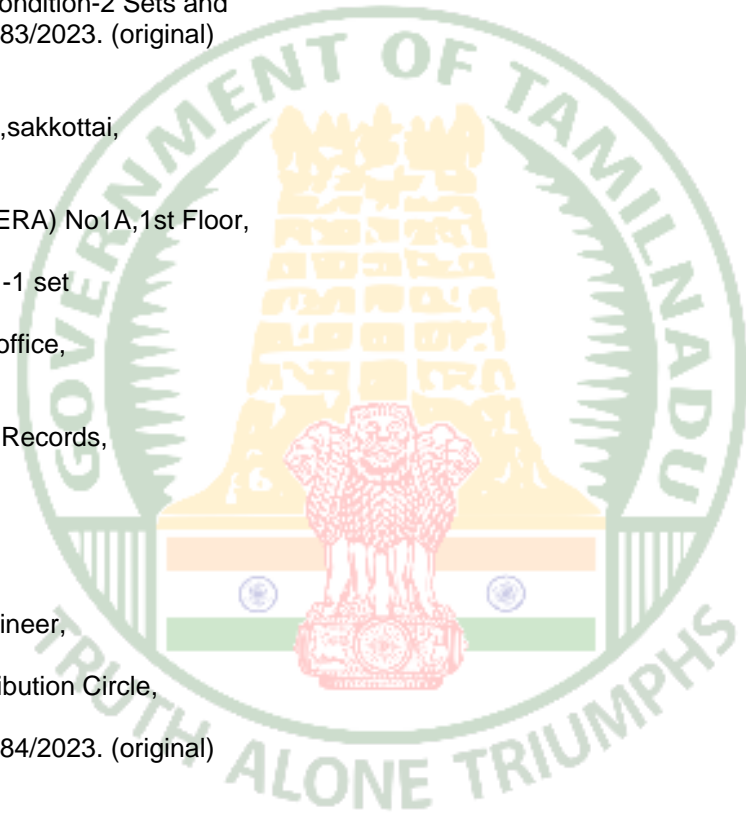 ondition-2 Sets and
83/2023. (original)
,sakkottai,
ERA) No1A,1st Floor,
-1 set
office,
Records,
ineer,
ibution Circle,
84/2023. (original)
GOVERNMENT OF TAMILNADU
TRUTH ALONE TRIUMPHS